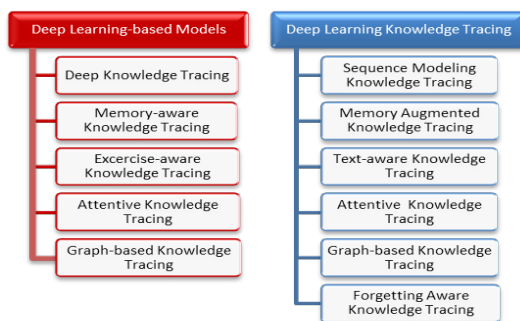 Deep Learning-based Models
Deep Knowledge Tracing
Memory-aware
Knowledge Tracing
Excercise-aware
Knowledge Tracing
Attentive Knowledge
Tracing
Graph-based Knowledge
Tracing
Deep Learning Knowledge Tracing
Sequence Modeling
Knowledge Tracing
Memory Augmented
Knowledge Tracing
Text-aware Knowledge
Tracing
Attentive Knowledge
Tracing
Graph-based Knowledge
Tracing
Forgetting Aware
Knowledge Tracing